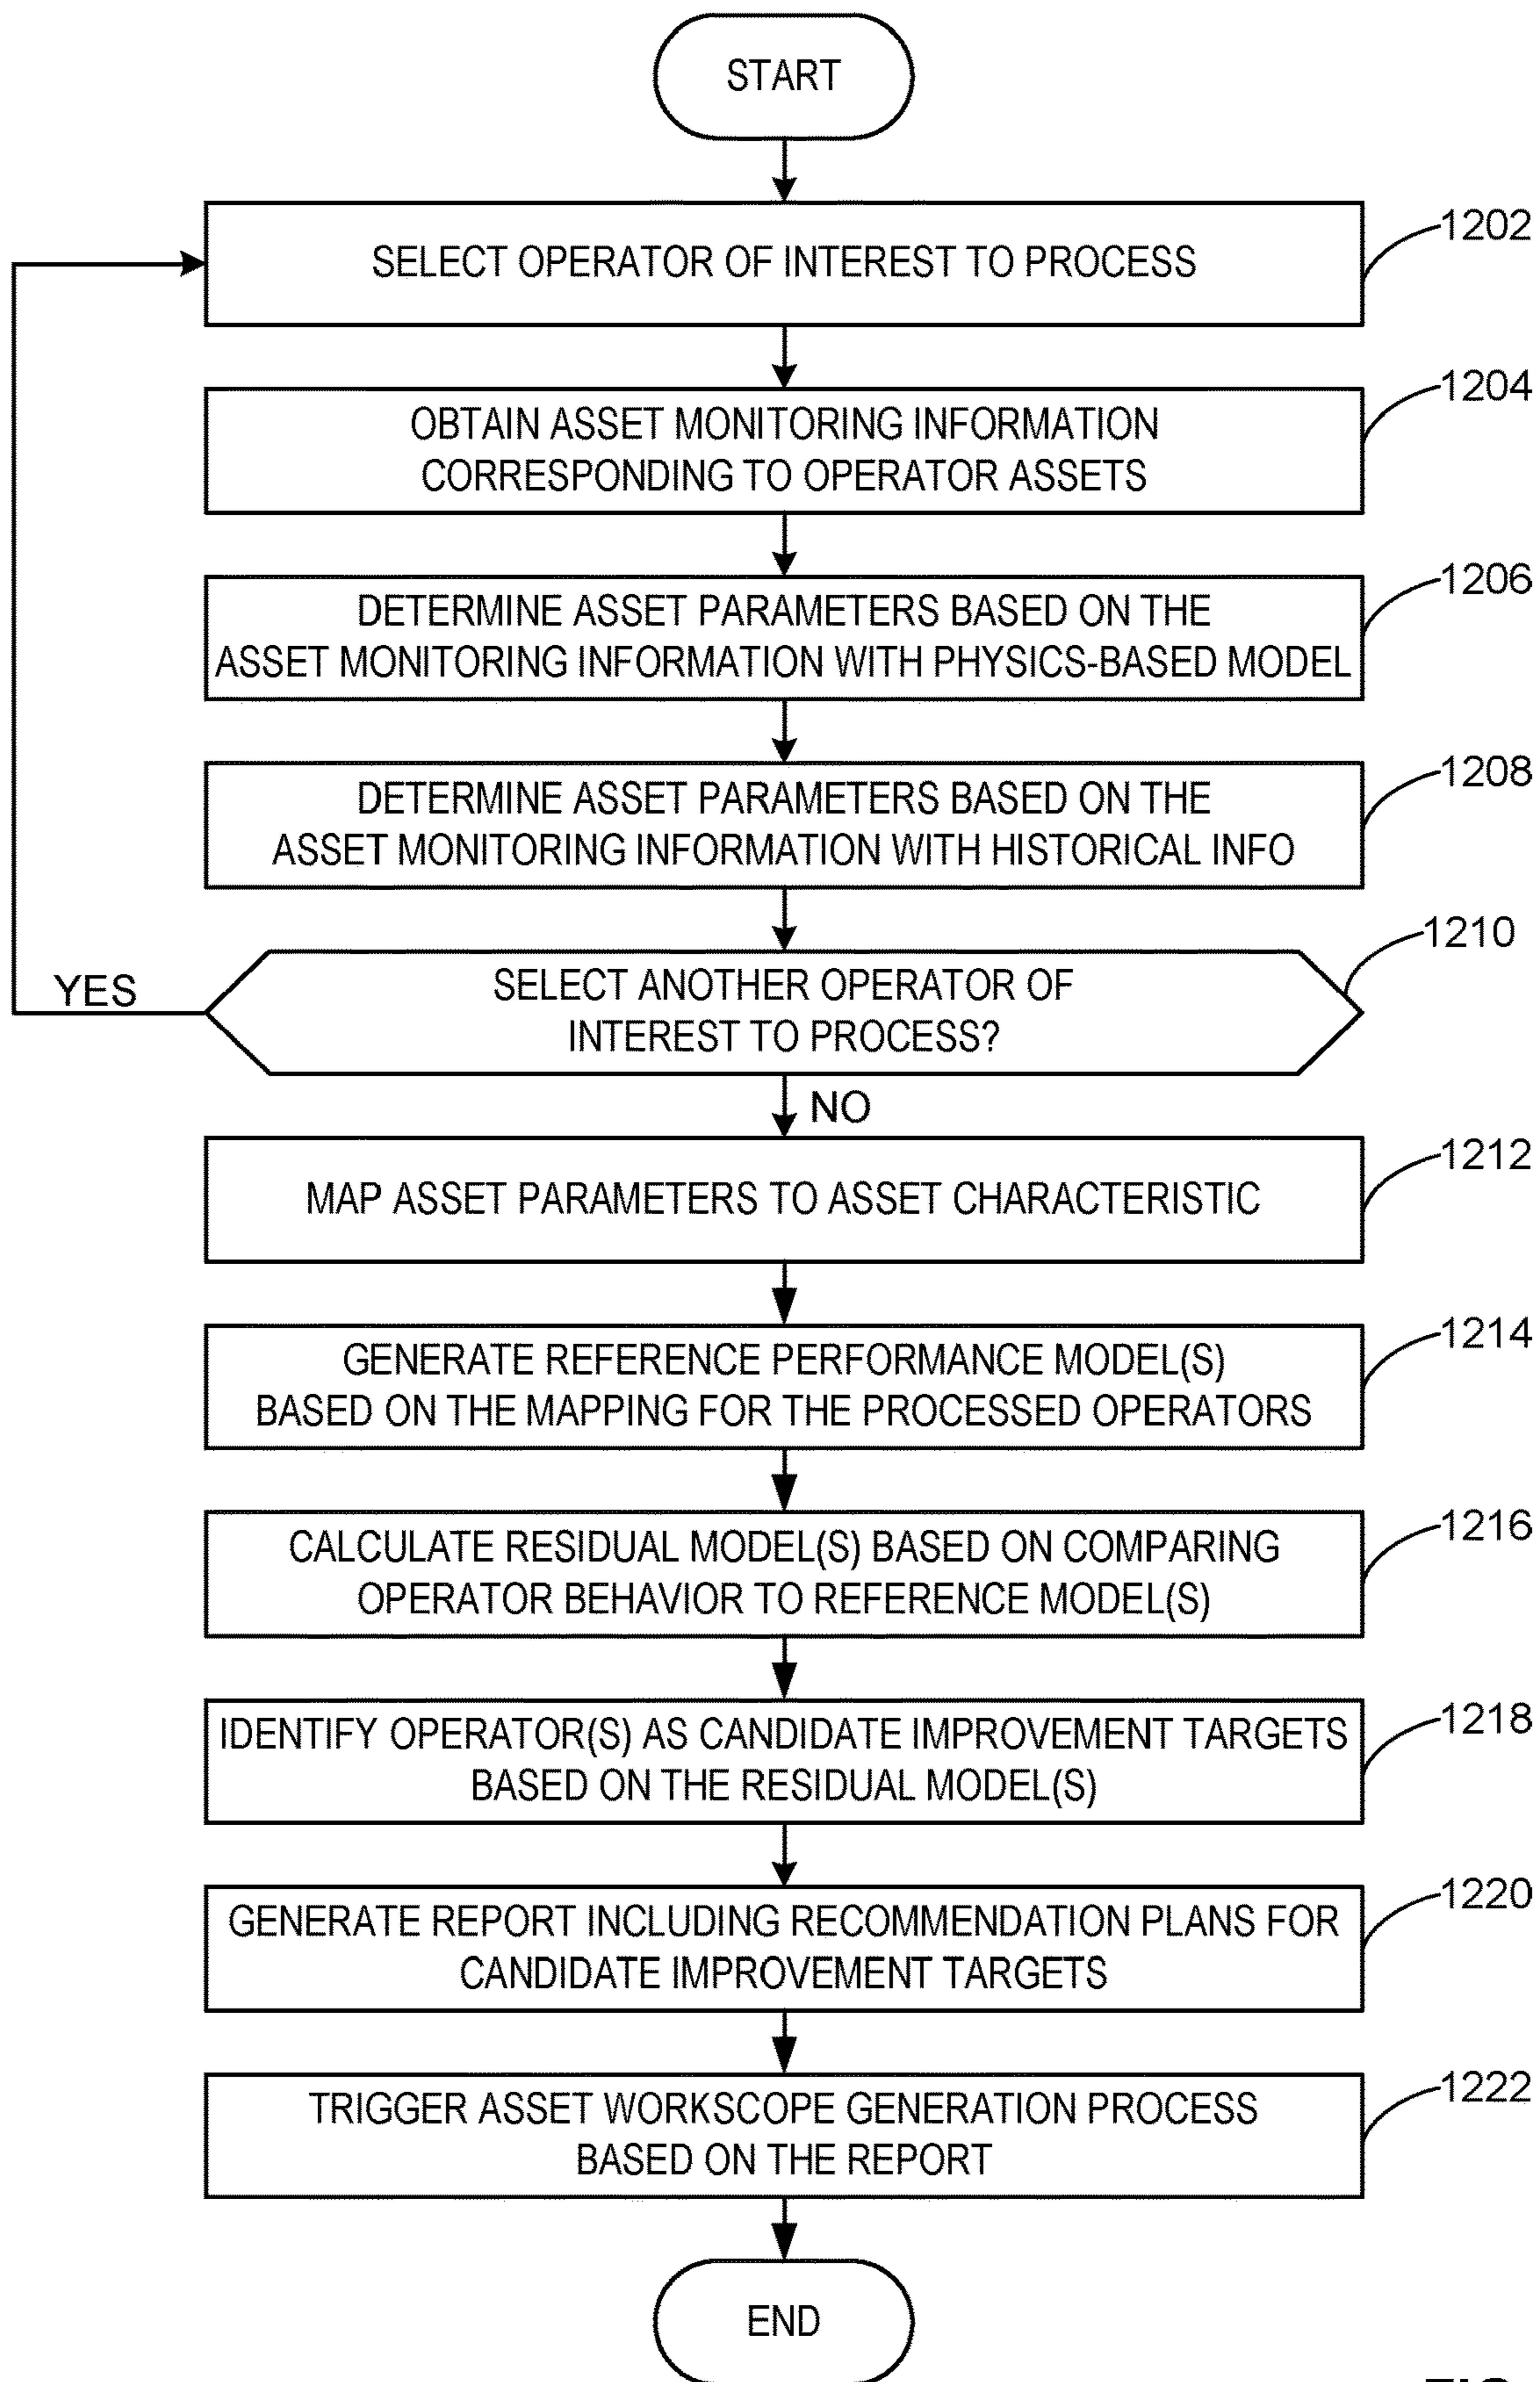 START
SELECT OPERATOR OF INTEREST TO PROCESS
1202
OBTAIN ASSET MONITORING INFORMATION
CORRESPONDING TO OPERATOR ASSETS
1204
DETERMINE ASSET PARAMETERS BASED ON THE
ASSET MONITORING INFORMATION WITH PHYSICS-BASED MODEL
1206
DETERMINE ASSET PARAMETERS BASED ON THE
ASSET MONITORING INFORMATION WITH HISTORICAL INFO
1208
SELECT ANOTHER OPERATOR OF
INTEREST TO PROCESS?
1210
YES
NO
MAP ASSET PARAMETERS TO ASSET CHARACTERISTIC
1212
GENERATE REFERENCE PERFORMANCE MODEL(S)
BASED ON THE MAPPING FOR THE PROCESSED OPERATORS
1214
CALCULATE RESIDUAL MODEL(S) BASED ON COMPARING
OPERATOR BEHAVIOR TO REFERENCE MODEL(S)
1216
IDENTIFY OPERATOR(S) AS CANDIDATE IMPROVEMENT TARGETS
BASED ON THE RESIDUAL MODEL(S)
1218
GENERATE REPORT INCLUDING RECOMMENDATION PLANS FOR
CANDIDATE IMPROVEMENT TARGETS
1220
TRIGGER ASSET WORKSCOPE GENERATION PROCESS
BASED ON THE REPORT
1222
END